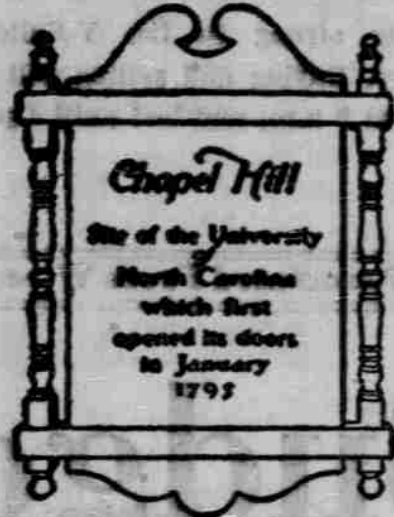 Chapel Hill
Site of the University
of
North Carolina
which first
opened its doors
in January
1795